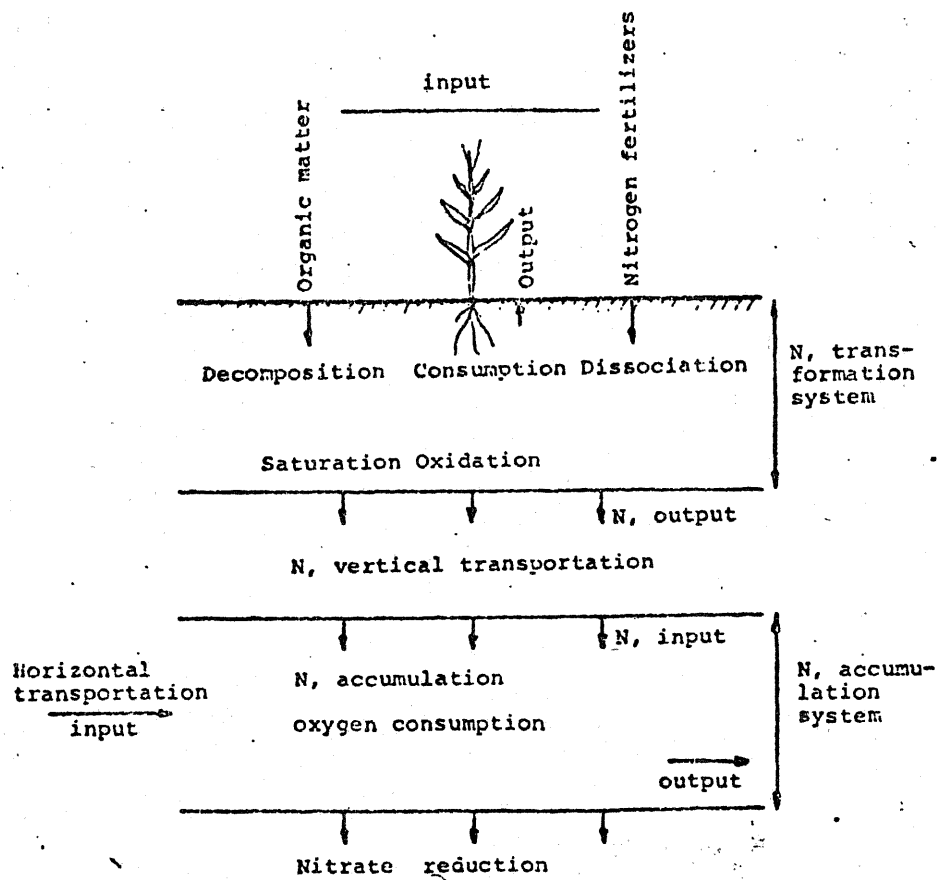 input
Organic matter
Output
Nitrogen fertilizers
Decomposition Consumption Dissociation
N, trans-
formation
system
Saturation Oxidation
N, output
N, vertical transportation
N, input
Horizontal
transportation
input
N, accumulation
oxygen consumption
N, accumu-
lation
system
output
Nitrate reduction